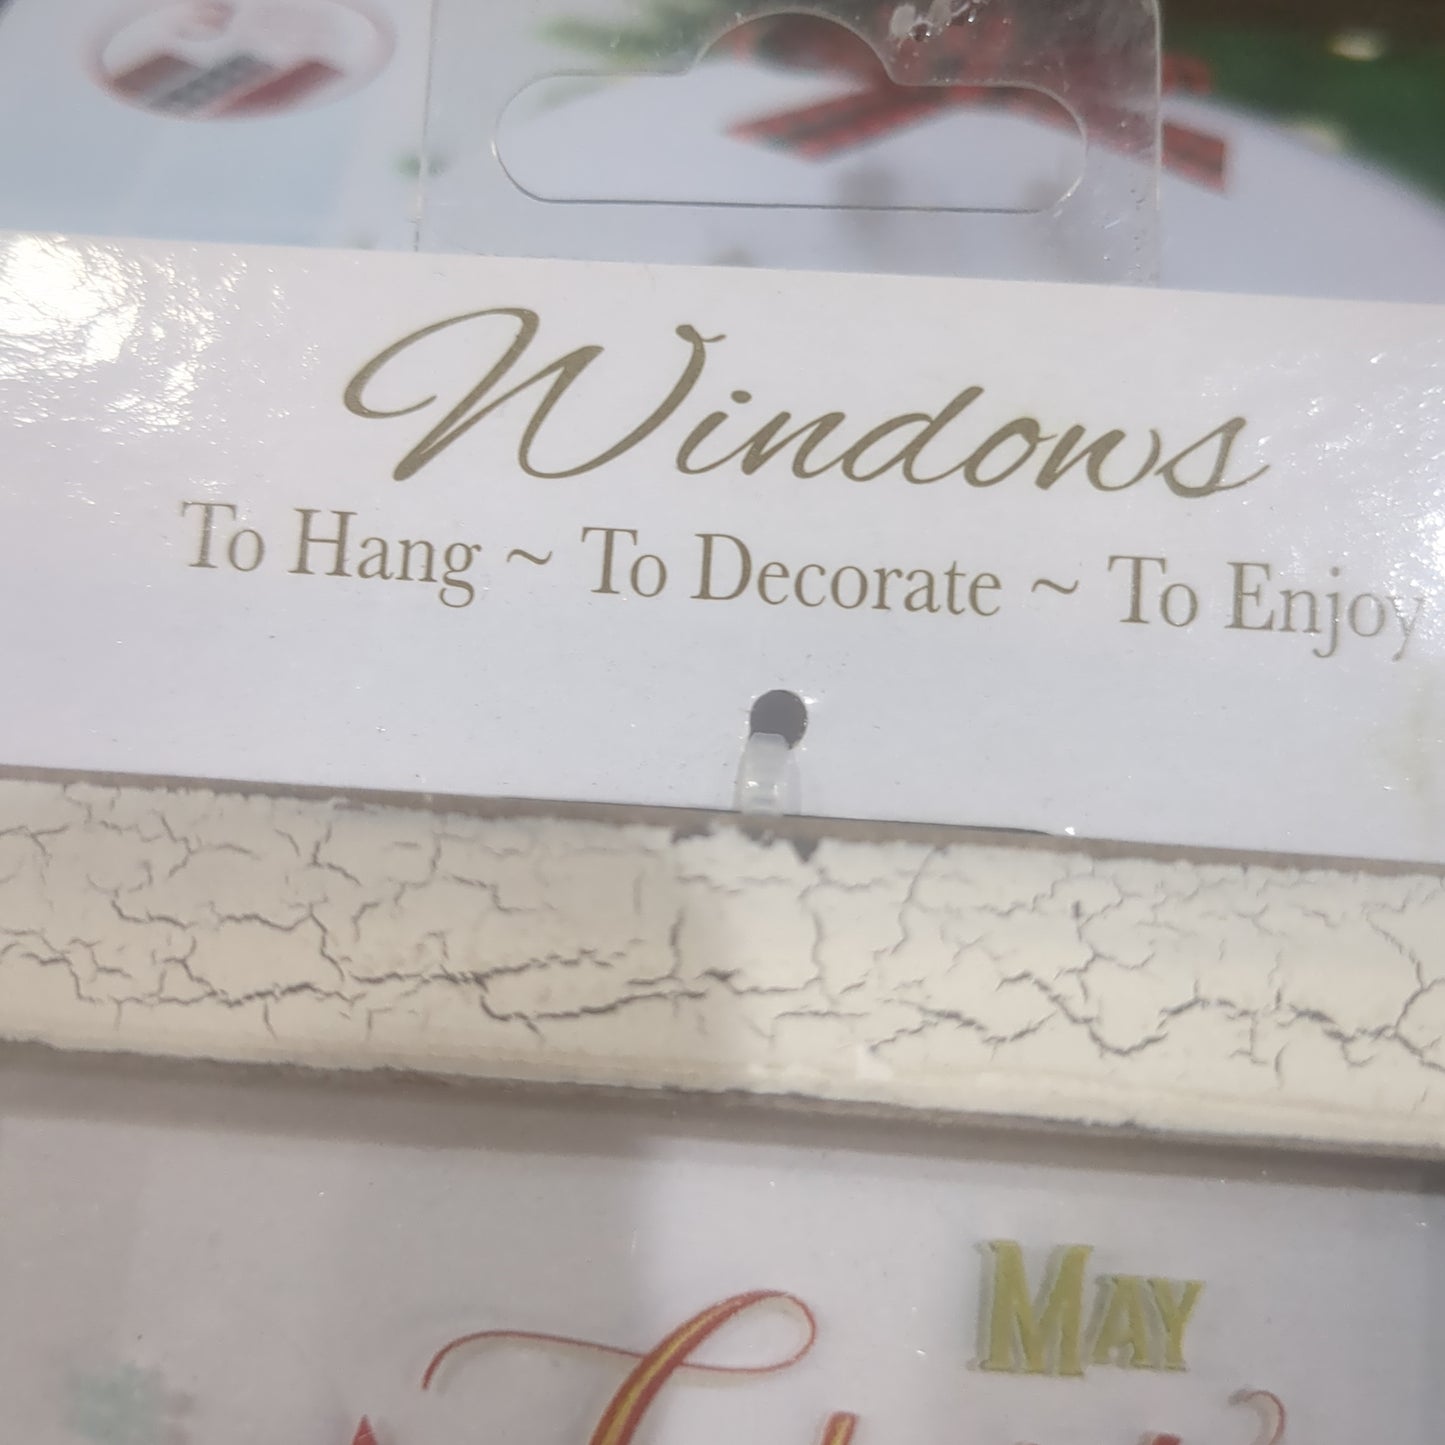 Windows
To Hang ~ To Decorate ~ To Enjoy
MAY